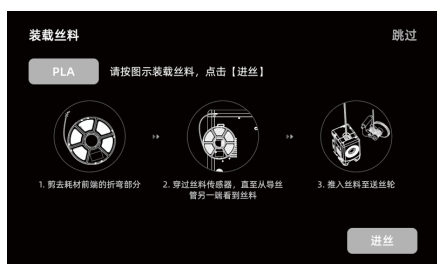 装载丝料
跳过
PLA
请按图示装载丝料，点击【进丝】
1. 剪去耗材前端的折弯部分
2. 穿过丝料传感器，直至从导丝
管另一端看到丝料
3. 推入丝料至送丝轮
进丝